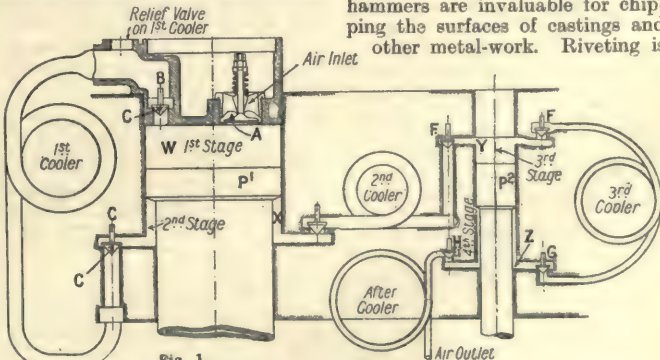 hammers are invaluable for chip-
ping the surfaces of castings and
other metal-work. Riveting is
Relief Valve
on 1st Cooler
Air Inlet
B
C
A
W 1st Stage
1st
Cooler
P1
2nd Stage
X
C
C
2nd
Cooler
F
F
Y
3rd
Stage
P2
3rd
Cooler
4th Stage
H
Z
G
After
Cooler
Air Outlet
Fig. 1